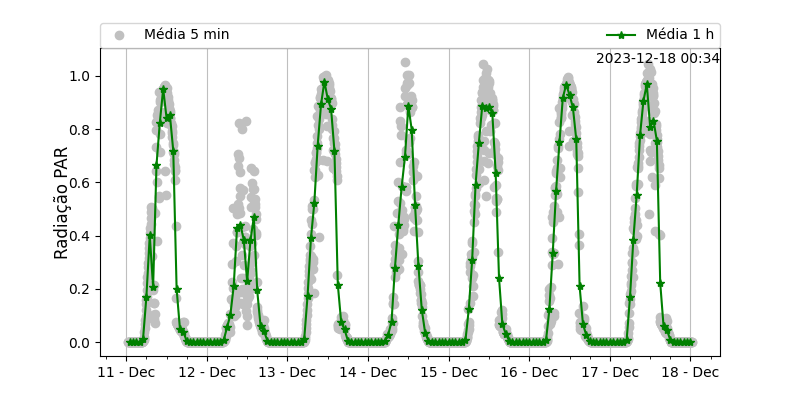 Média 5 min
Média 1 h
2023-12-18 00:34
Radiação PAR
1.0
0.8
0.6
0.4
0.2
0.0
11 - Dec
12 - Dec
13 - Dec
14 - Dec
15 - Dec
16 - Dec
17 - Dec
18 - Dec